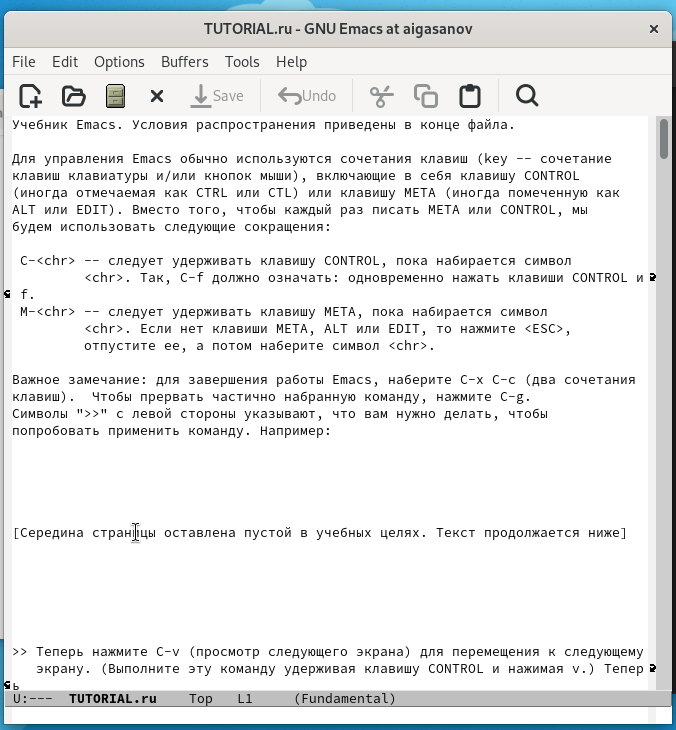 TUTORIAL.ru - GNU Emacs at aigasanov
File Edit Options Buffers Tools Help
Save Undo
Учебник Emacs. Условия распространения приведены в конце файла.
Для управления Emacs обычно используются сочетания клавиш (key -- сочетание
клавиш клавиатуры и/или кнопок мыши), включающие в себя клавишу CONTROL
(иногда отмечаемая как CTRL или CTL) или клавишу META (иногда помеченную как
ALT или EDIT). Вместо того, чтобы каждый раз писать META или CONTROL, мы
будем использовать следующие сокращения:
C-<chr> -- следует удерживать клавишу CONTROL, пока набирается символ
<chr>. Так, C-f должно означать: одновременно нажать клавиши CONTROL и
f.
M-<chr> -- следует удерживать клавишу META, пока набирается символ
<chr>. Если нет клавиши META, ALT или EDIT, то нажмите <ESC>,
отпустите ее, а потом наберите символ <chr>.
Важное замечание: для завершения работы Emacs, наберите C-x C-c (два сочетания
клавиш). Чтобы прервать частично набранную команду, нажмите C-g.
Символы ">>" с левой стороны указывают, что вам нужно делать, чтобы
попробовать применить команду. Например:
[Середина страницы оставлена пустой в учебных целях. Текст продолжается ниже]
>> Теперь нажмите C-v (просмотр следующего экрана) для перемещения к следующему
экрану. (Выполните эту команду удерживая клавишу CONTROL и нажимая v.) Тепер
ь
U:--- TUTORIAL.ru Top L1 (Fundamental)